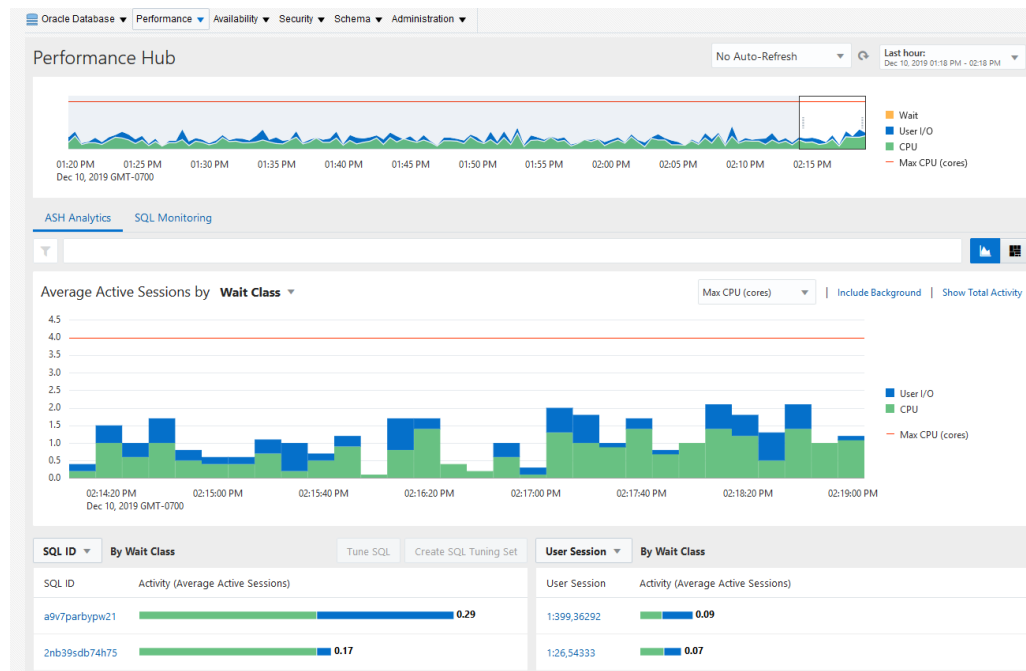 Oracle Database Performance Availability Security Schema Administration
Performance Hub
No Auto-Refresh
Last hour:
Dec 10, 2019 01:18 PM - 02:18 PM
Wait
User I/O
CPU
Max CPU (cores)
01:20 PM 01:25 PM 01:30 PM 01:35 PM 01:40 PM 01:45 PM 01:50 PM 01:55 PM 02:00 PM 02:05 PM 02:10 PM 02:15 PM
Dec 10, 2019 GMT-0700
ASH Analytics SQL Monitoring
Average Active Sessions by Wait Class
Max CPU (cores) | Include Background | Show Total Activity
4.5
4.0
3.5
3.0
2.5
2.0
1.5
1.0
0.5
0.0
User I/O
CPU
Max CPU (cores)
02:14:20 PM 02:15:00 PM 02:15:40 PM 02:16:20 PM 02:17:00 PM 02:17:40 PM 02:18:20 PM 02:19:00 PM
Dec 10, 2019 GMT-0700
SQL ID By Wait Class Tune SQL Create SQL Tuning Set
SQL ID Activity (Average Active Sessions)
a9v7parbypw21 0.29
2nb39sdb74h75 0.17
User Session By Wait Class
User Session Activity (Average Active Sessions)
1:399,36292 0.09
1:26,54333 0.07